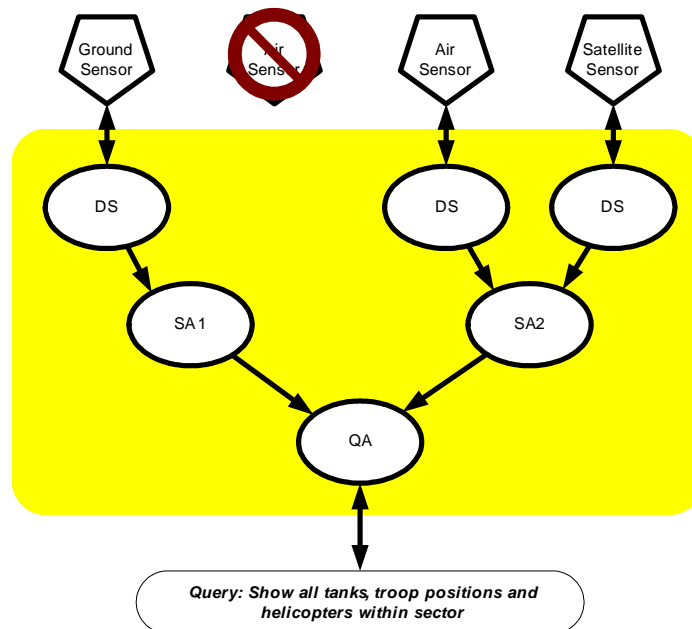 Ground
Sensor
Air
Sensor
Air
Sensor
Satellite
Sensor
DS
DS
DS
SA1
SA2
QA
Query: Show all tanks, troop positions and
helicopters within sector